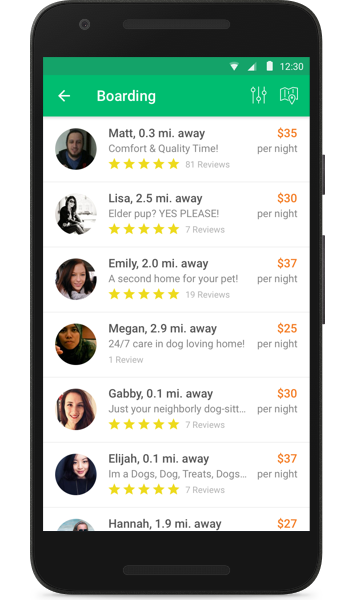 12:30
Boarding
Matt, 0.3 mi. away $35
Comfort & Quality Time! per night
81 Reviews
Lisa, 2.5 mi. away $30
Elder pup? YES PLEASE! per night
7 Reviews
Emily, 2.0 mi. away $37
A second home for your pet! per night
19 Reviews
Megan, 2.9 mi. away $25
24/7 care in dog loving home! per night
1 Review
Gabby, 0.1 mi. away $30
Just your neighborly dog-sitt... per night
7 Reviews
Elijah, 0.1 mi. away $37
Im a Dogs, Dog, Treats, Dogs... per night
7 Reviews
Hannah, 1.9 mi. away $27